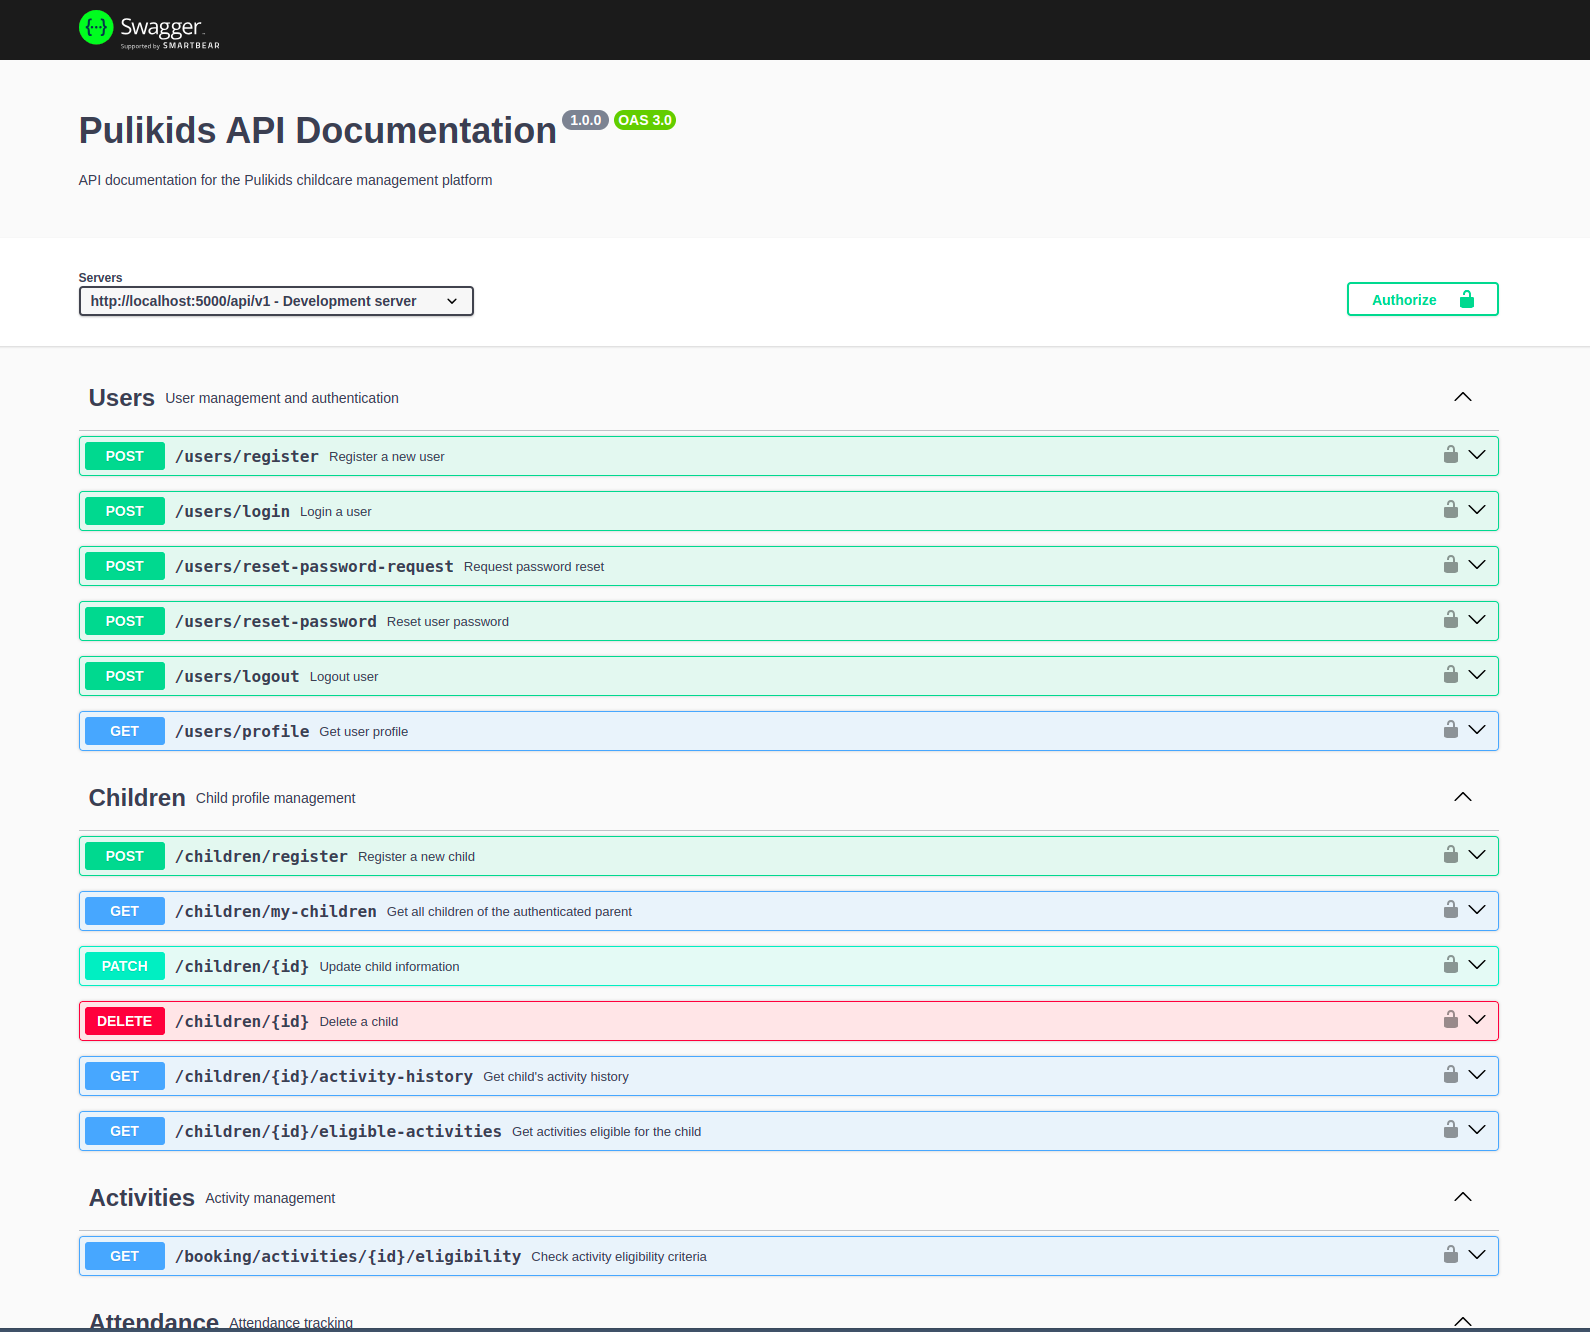 Swagger
Supported by SMARTBEAR
Pulikids API Documentation 1.0.0 OAS 3.0
API documentation for the Pulikids childcare management platform
Servers
http://localhost:5000/api/v1 - Development server
Authorize
Users User management and authentication
POST /users/register Register a new user
POST /users/login Login a user
POST /users/reset-password-request Request password reset
POST /users/reset-password Reset user password
POST /users/logout Logout user
GET /users/profile Get user profile
Children Child profile management
POST /children/register Register a new child
GET /children/my-children Get all children of the authenticated parent
PATCH /children/{id} Update child information
DELETE /children/{id} Delete a child
GET /children/{id}/activity-history Get child's activity history
GET /children/{id}/eligible-activities Get activities eligible for the child
Activities Activity management
GET /booking/activities/{id}/eligibility Check activity eligibility criteria
Attendance Attendance tracking